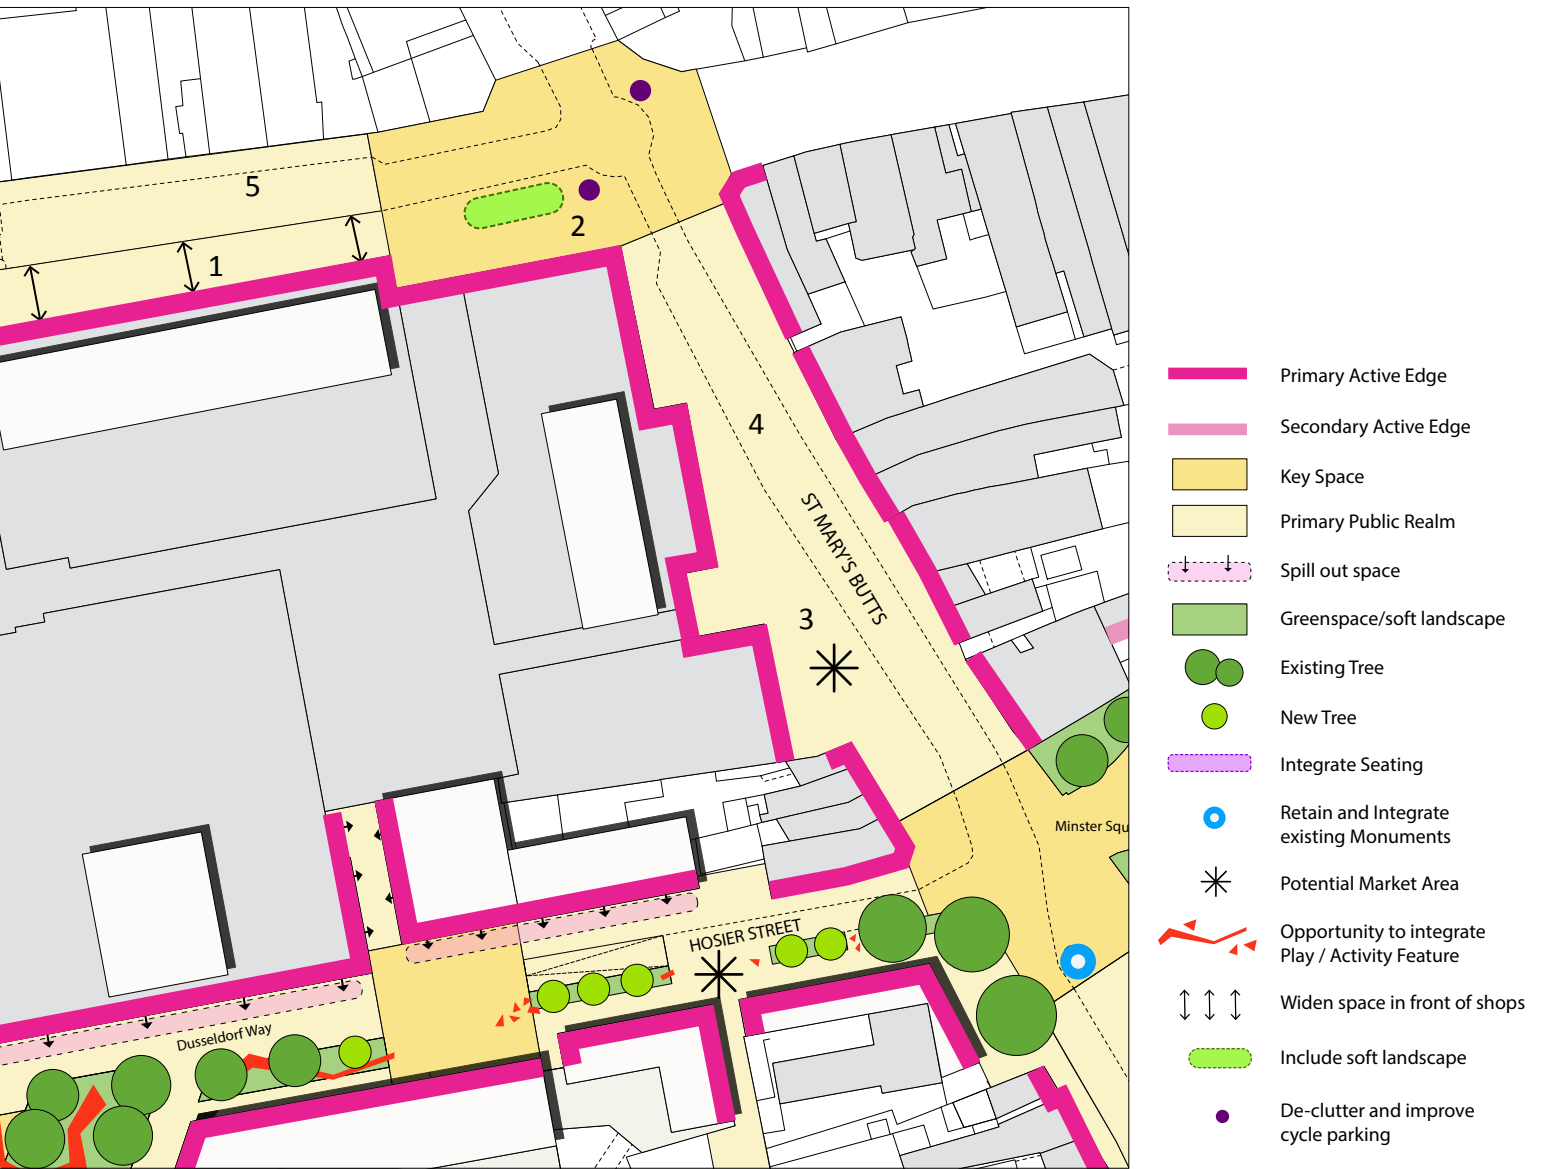 5
1
2
4
ST MARY'S BUTTS
3
Minster Squ
HOSIER STREET
Dusseldorf Way
Primary Active Edge
Secondary Active Edge
Key Space
Primary Public Realm
Spill out space
Greenspace/soft landscape
Existing Tree
New Tree
Integrate Seating
Retain and Integrate
existing Monuments
Potential Market Area
Opportunity to integrate
Play / Activity Feature
Widen space in front of shops
Include soft landscape
De-clutter and improve
cycle parking